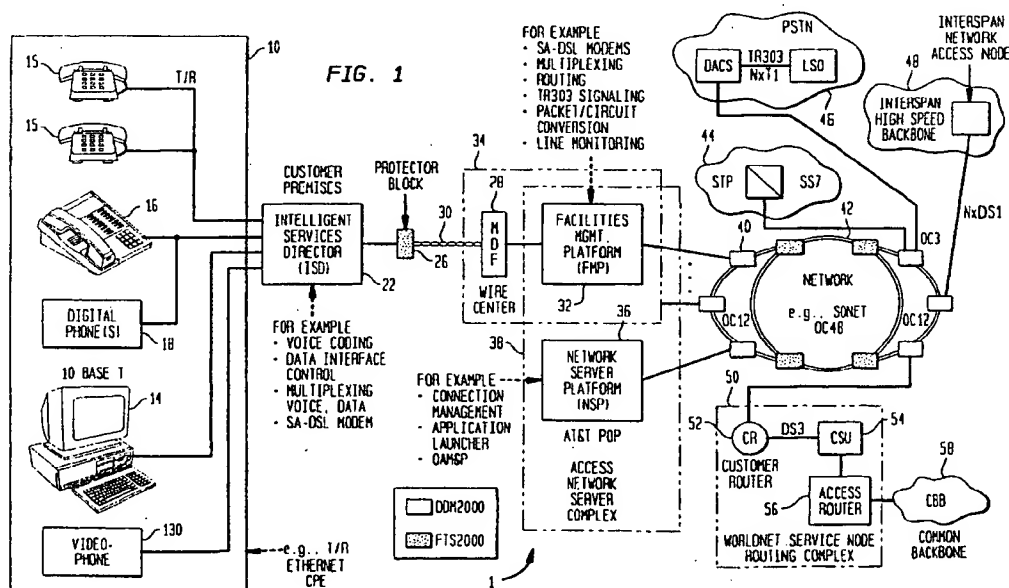 FIG. 1
10
15
T/R
15
16
DIGITAL
PHONE(S)
18
10 BASE T
14
VIDEO-
PHONE
130
e.g., T/R
ETHERNET
CPE
CUSTOMER
PREMISES
INTELLIGENT
SERVICES
DIRECTOR
(ISD)
22
FOR EXAMPLE
• VOICE CODING
• DATA INTERFACE
CONTROL
• MULTIPLEXING
VOICE, DATA
• SA-DSL MODEM
PROTECTOR
BLOCK
26
30
28
MDF
WIRE
CENTER
34
FOR EXAMPLE
• SA-DSL MODEMS
• MULTIPLEXING
• ROUTING
• TR303 SIGNALING
• PACKET/CIRCUIT
CONVERSION
• LINE MONITORING
FACILITIES
MGMT
PLATFORM
(FMP)
32
36
38
NETWORK
SERVER
PLATFORM
(NSP)
AT&T POP
FOR EXAMPLE
• CONNECTION
MANAGEMENT
• APPLICATION
LAUNCHER
• OAM&P
ACCESS
NETWORK
SERVER
COMPLEX
DDM2000
FTS2000
1
PSTN
DACS
TR303
NxT1
LSO
46
INTERSPAN
NETWORK
ACCESS NODE
48
INTERSPAN
HIGH SPEED
BACKBONE
NxDS1
44
STP
SS7
40
42
OC3
NETWORK
e.g., SONET
OC48
OC12
OC12
50
52
CR
DS3
CSU
54
CUSTOMER
ROUTER
56
ACCESS
ROUTER
WORLDNET SERVICE NODE
ROUTING COMPLEX
58
CBB
COMMON
BACKBONE